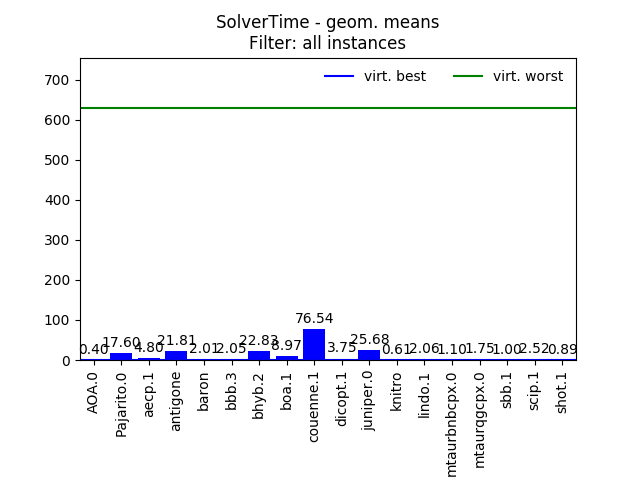 SolverTime - geom. means
Filter: all instances
virt. best
virt. worst
700
600
500
400
300
200
100
0
0.40
17.60
4.80
21.81
2.01
2.05
22.83
8.97
76.54
3.75
25.68
0.61
2.06
1.10
1.75
1.00
2.52
0.89
AOA.0
Pajarito.0
aecp.1
antigone
baron
bbb.3
bhyb.2
boa.1
couenne.1
dicopt.1
juniper.0
knitro
lindo.1
mtaurbnbcpx.0
mtaurqgcpx.0
sbb.1
scip.1
shot.1